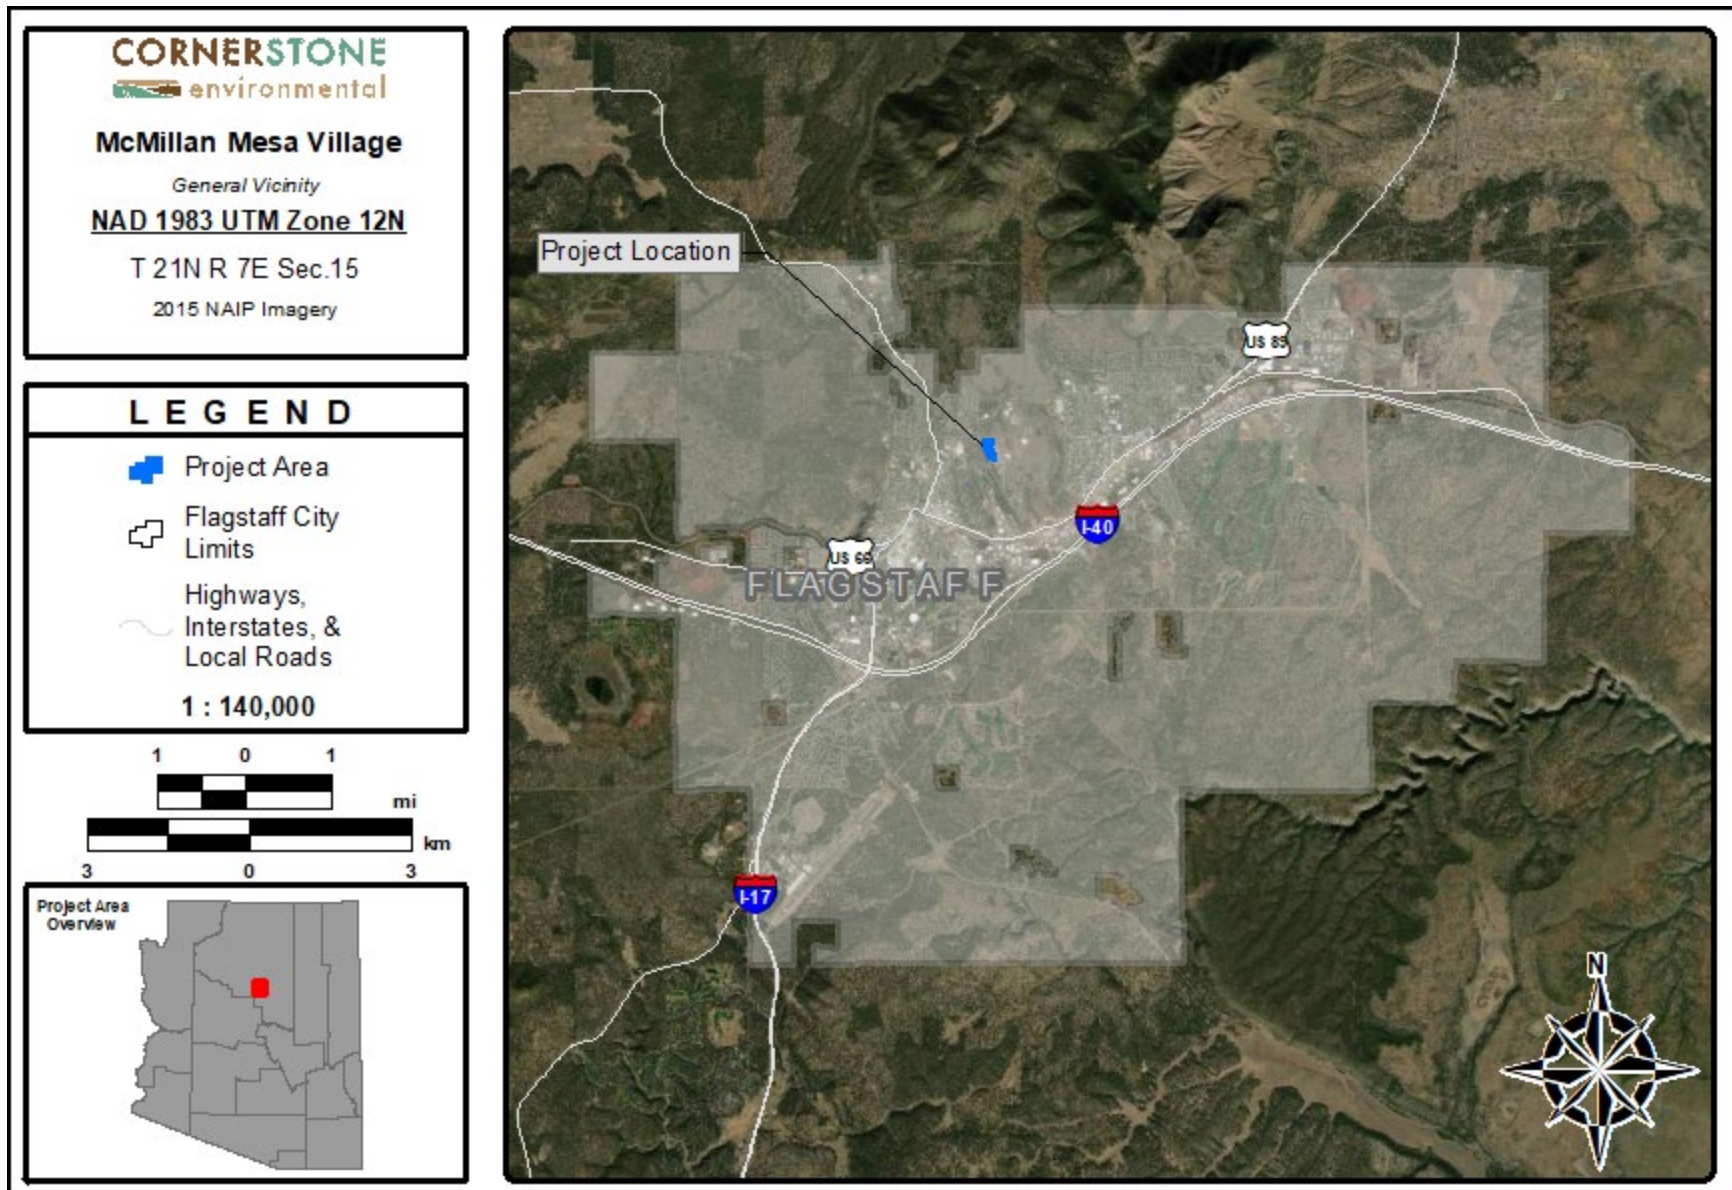 CORNERSTONE
environmental
McMillan Mesa Village
General Vicinity
NAD 1983 UTM Zone 12N
T 21N R 7E Sec.15
2015 NAIP Imagery
LEGEND
Project Area
Flagstaff City
Limits
Highways,
Interstates, &
Local Roads
1 : 140,000
1 0 1
mi
km
3 0 3
Project Area
Overview
Project Location
US 89
I-40
US 66
FLAGSTAFF
I-17
N